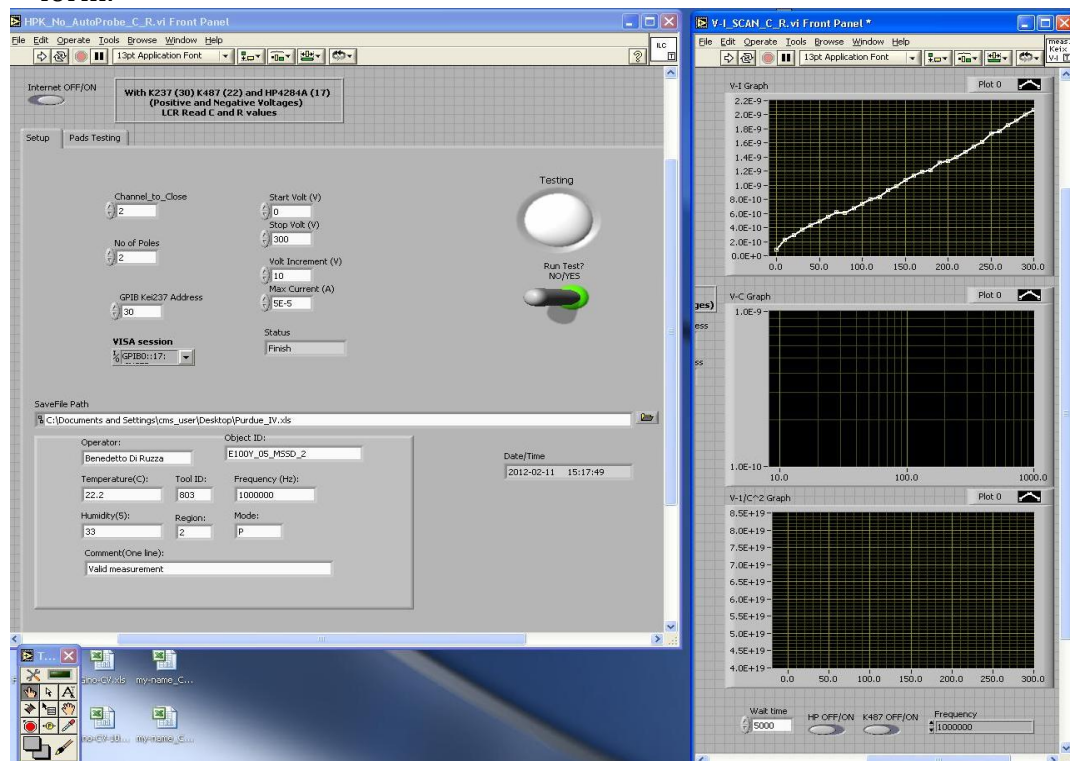 HPK_No_AutoProbe_C_R.vi Front Panel
File Edit Operate Tools Browse Window Help
13pt Application Font
ILC
Internet OFF/ON
With K237 (30) K487 (22) and HP4284A (17)
(Positive and Negative Voltages)
LCR Read C and R values
Setup Pads Testing
Channel_to_Close
2
No of Poles
2
GPIB Kei237 Address
30
VISA session
GPIB0::17:
Start Volt (V)
0
Stop Volt (V)
300
Volt Increment (V)
10
Max Current (A)
5E-5
Status
Finish
Testing
Run Test?
NO/YES
SaveFile Path
C:\Documents and Settings\cms_user\Desktop\Purdue_IV.xls
Operator:
Benedetto Di Ruzza
Object ID:
E100Y_05_MSSD_2
Temperature(C):
22.2
Tool ID:
803
Frequency (Hz):
1000000
Humidity(5):
33
Region:
2
Mode:
P
Comment(One line):
Valid measurement
Date/Time
2012-02-11 15:17:49
T...
my-name_C...
V-I_SCAN_C_R.vi Front Panel *
File Edit Operate Tools Browse Window Help
13pt Application Font
meas.
Keix
V-I
V-I Graph
Plot 0
2.2E-9
2.0E-9
1.8E-9
1.6E-9
1.4E-9
1.2E-9
1.0E-9
8.0E-10
6.0E-10
4.0E-10
2.0E-10
0.0E+0
0.0 50.0 100.0 150.0 200.0 250.0 300.0
ges)
ess
ss
V-C Graph
Plot 0
1.0E-9
1.0E-10
10.0 100.0 1000.0
V-1/C^2 Graph
Plot 0
8.5E+19
8.0E+19
7.5E+19
7.0E+19
6.5E+19
6.0E+19
5.5E+19
5.0E+19
4.5E+19
4.0E+19
0.0 50.0 100.0 150.0 200.0 250.0 300.0
Wait time
5000
HP OFF/ON
K487 OFF/ON
Frequency
1000000